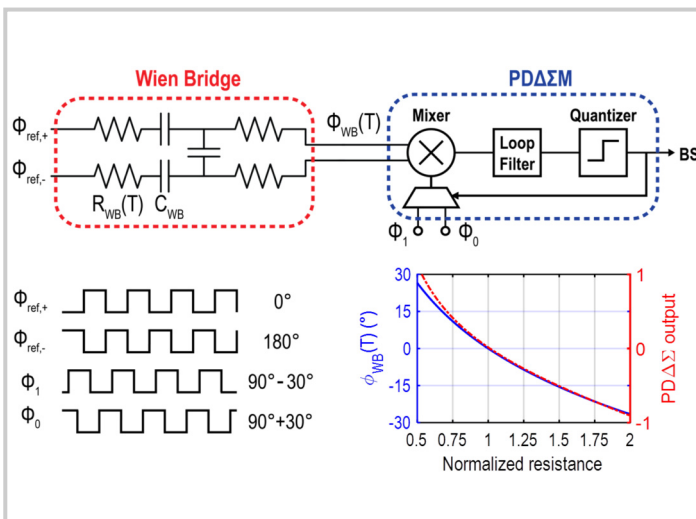 Wien Bridge
PDΔΣM
Φref,+
Φref,-
RWB(T)
CWB
ΦWB(T)
Mixer
Loop
Filter
Quantizer
BS
Φ1
Φ0
Φref,+ 0°
Φref,- 180°
Φ1 90°-30°
Φ0 90°+30°
ϕWB(T) (°)
30
15
0
-15
-30
0.5 0.75 1 1.25 1.5 1.75 2
Normalized resistance
1
0
-1
PDΔΣ output